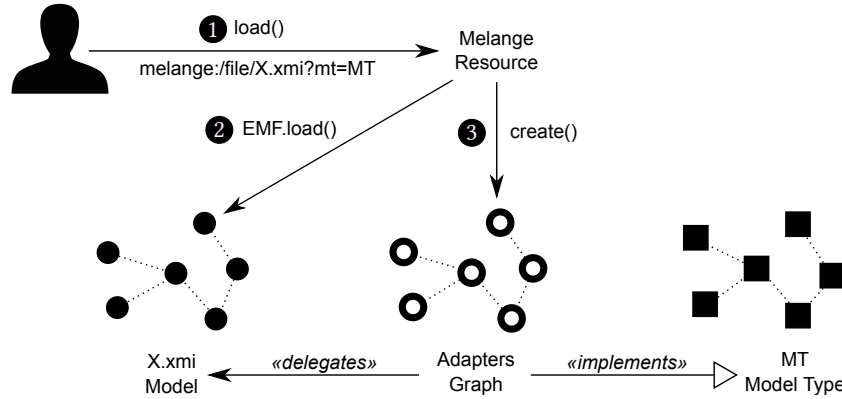 1 load()
melange:/file/X.xmi?mt=MT
Melange
Resource
2 EMF.load()
3 create()
X.xmi
Model
«delegates»
Adapters
Graph
«implements»
MT
Model Type